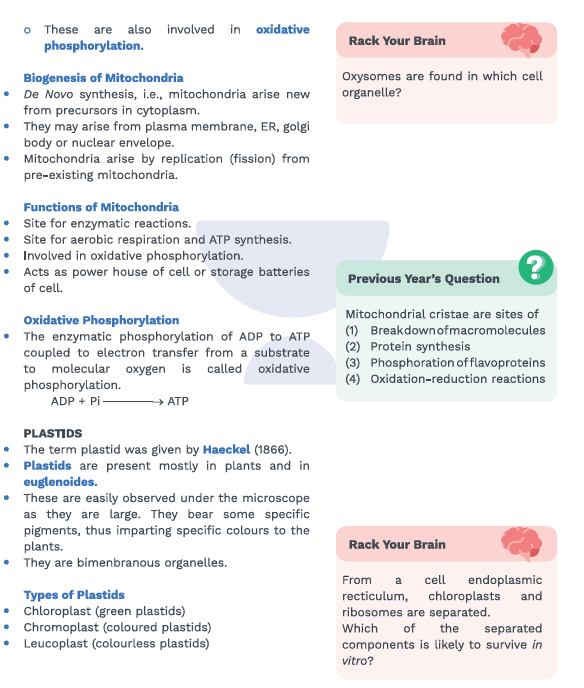 o These are also involved in oxidative
phosphorylation.
Biogenesis of Mitochondria
• De Novo synthesis, i.e., mitochondria arise new
from precursors in cytoplasm.
• They may arise from plasma membrane, ER, golgi
body or nuclear envelope.
• Mitochondria arise by replication (fission) from
pre-existing mitochondria.
Functions of Mitochondria
• Site for enzymatic reactions.
• Site for aerobic respiration and ATP synthesis.
• Involved in oxidative phosphorylation.
• Acts as power house of cell or storage batteries
of cell.
Oxidative Phosphorylation
• The enzymatic phosphorylation of ADP to ATP
coupled to electron transfer from a substrate
to molecular oxygen is called oxidative
phosphorylation.
ADP + Pi ⟶ ATP
PLASTIDS
• The term plastid was given by Haeckel (1866).
• Plastids are present mostly in plants and in
euglenoides.
• These are easily observed under the microscope
as they are large. They bear some specific
pigments, thus imparting specific colours to the
plants.
• They are bimenbranous organelles.
Types of Plastids
• Chloroplast (green plastids)
• Chromoplast (coloured plastids)
• Leucoplast (colourless plastids)
Rack Your Brain
Oxysomes are found in which cell
organelle?
Previous Year's Question
?
Mitochondrial cristae are sites of
(1) Breakdown of macromolecules
(2) Protein synthesis
(3) Phosphoration of flavoproteins
(4) Oxidation-reduction reactions
Rack Your Brain
From a cell endoplasmic
recticulum, chloroplasts and
ribosomes are separated.
Which of the separated
components is likely to survive in
vitro?